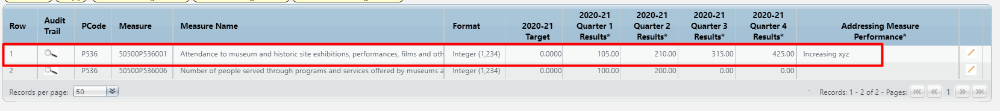 Row Audit Trail PCode Measure Measure Name Format 2020-21 Target 2020-21 Quarter 1 Results* 2020-21 Quarter 2 Results* 2020-21 Quarter 3 Results* 2020-21 Quarter 4 Results* Addressing Measure Performance*
1 P536 50500P536001 Attendance to museum and historic site exhibitions, performances, films and oth Integer (1,234) 0.0000 105.00 210.00 315.00 425.00 Increasing xyz
2 P536 50500P536006 Number of people served through programs and services offered by museums a Integer (1,234) 0.0000 100.00 200.00 0.00 0.00
Records per page: 50 - Records: 1 - 2 of 2 - Pages: 1